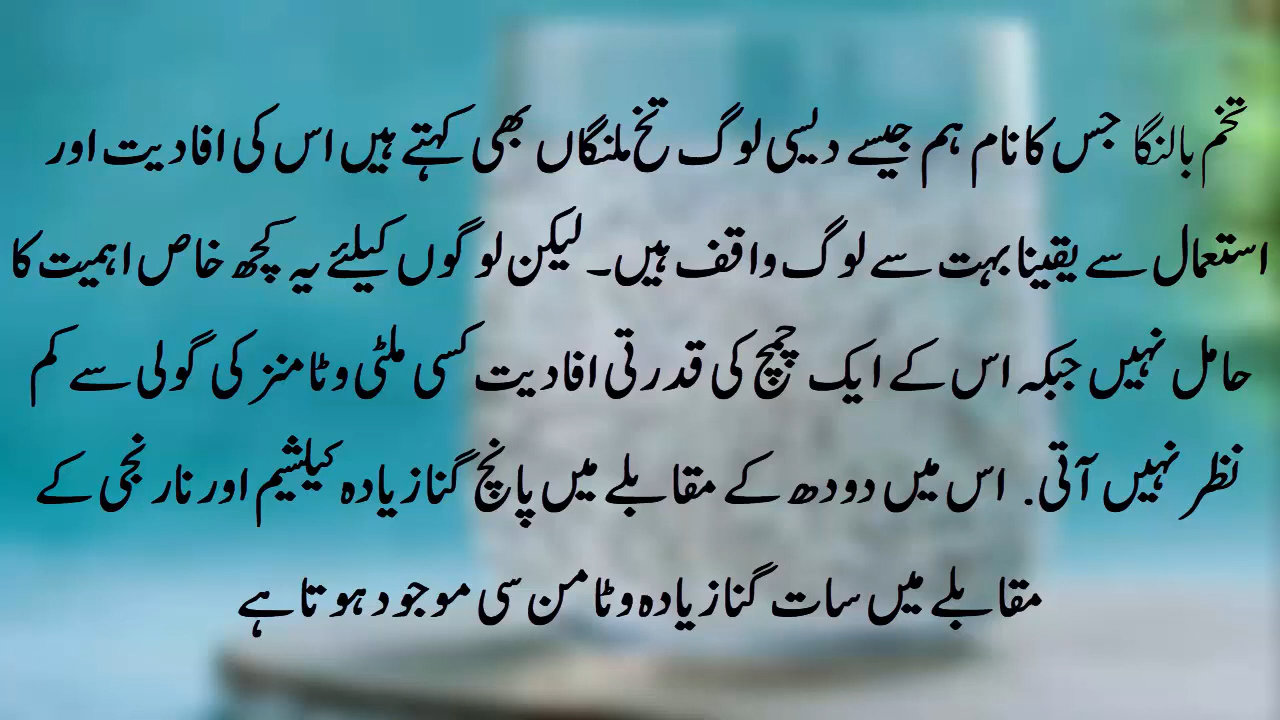 تخم بالنگا جس کا نام ہم جیسے دیسی لوگ تخ ملنگاں بھی کہتے ہیں اس کی افادیت اور
استعمال سے یقینا بہت سے لوگ واقف ہیں۔ لیکن لوگوں کیلئے یہ کچھ خاص اہمیت کا
حامل نہیں جبکہ اس کے ایک چمچ کی قدرتی افادیت کسی ملٹی وٹامنز کی گولی سے کم
نظر نہیں آتی. اس میں دودھ کے مقابلے میں پانچ گنا زیادہ کیلشیم اور نارنجی کے
مقابلے میں سات گنا زیادہ وٹامن سی موجود ہوتا ہے